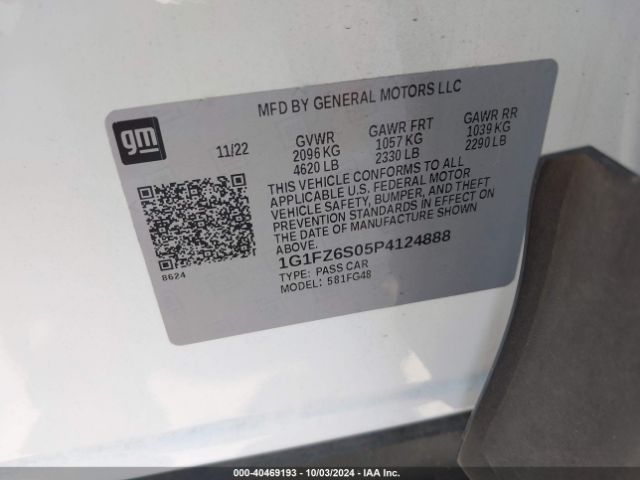 MFD BY GENERAL MOTORS LLC
gm
11/22
GVWR
2096 KG
4620 LB
GAWR FRT
1057 KG
2330 LB
GAWR RR
1039 KG
2290 LB
THIS VEHICLE CONFORMS TO ALL
APPLICABLE U.S. FEDERAL MOTOR
VEHICLE SAFETY, BUMPER, AND THEFT
PREVENTION STANDARDS IN EFFECT ON
THE DATE OF MANUFACTURE SHOWN
ABOVE.
1G1FZ6S05P4124888
TYPE: PASS CAR
MODEL: 581FG48
8624
000-40469193 - 10/03/2024 - IAA Inc.